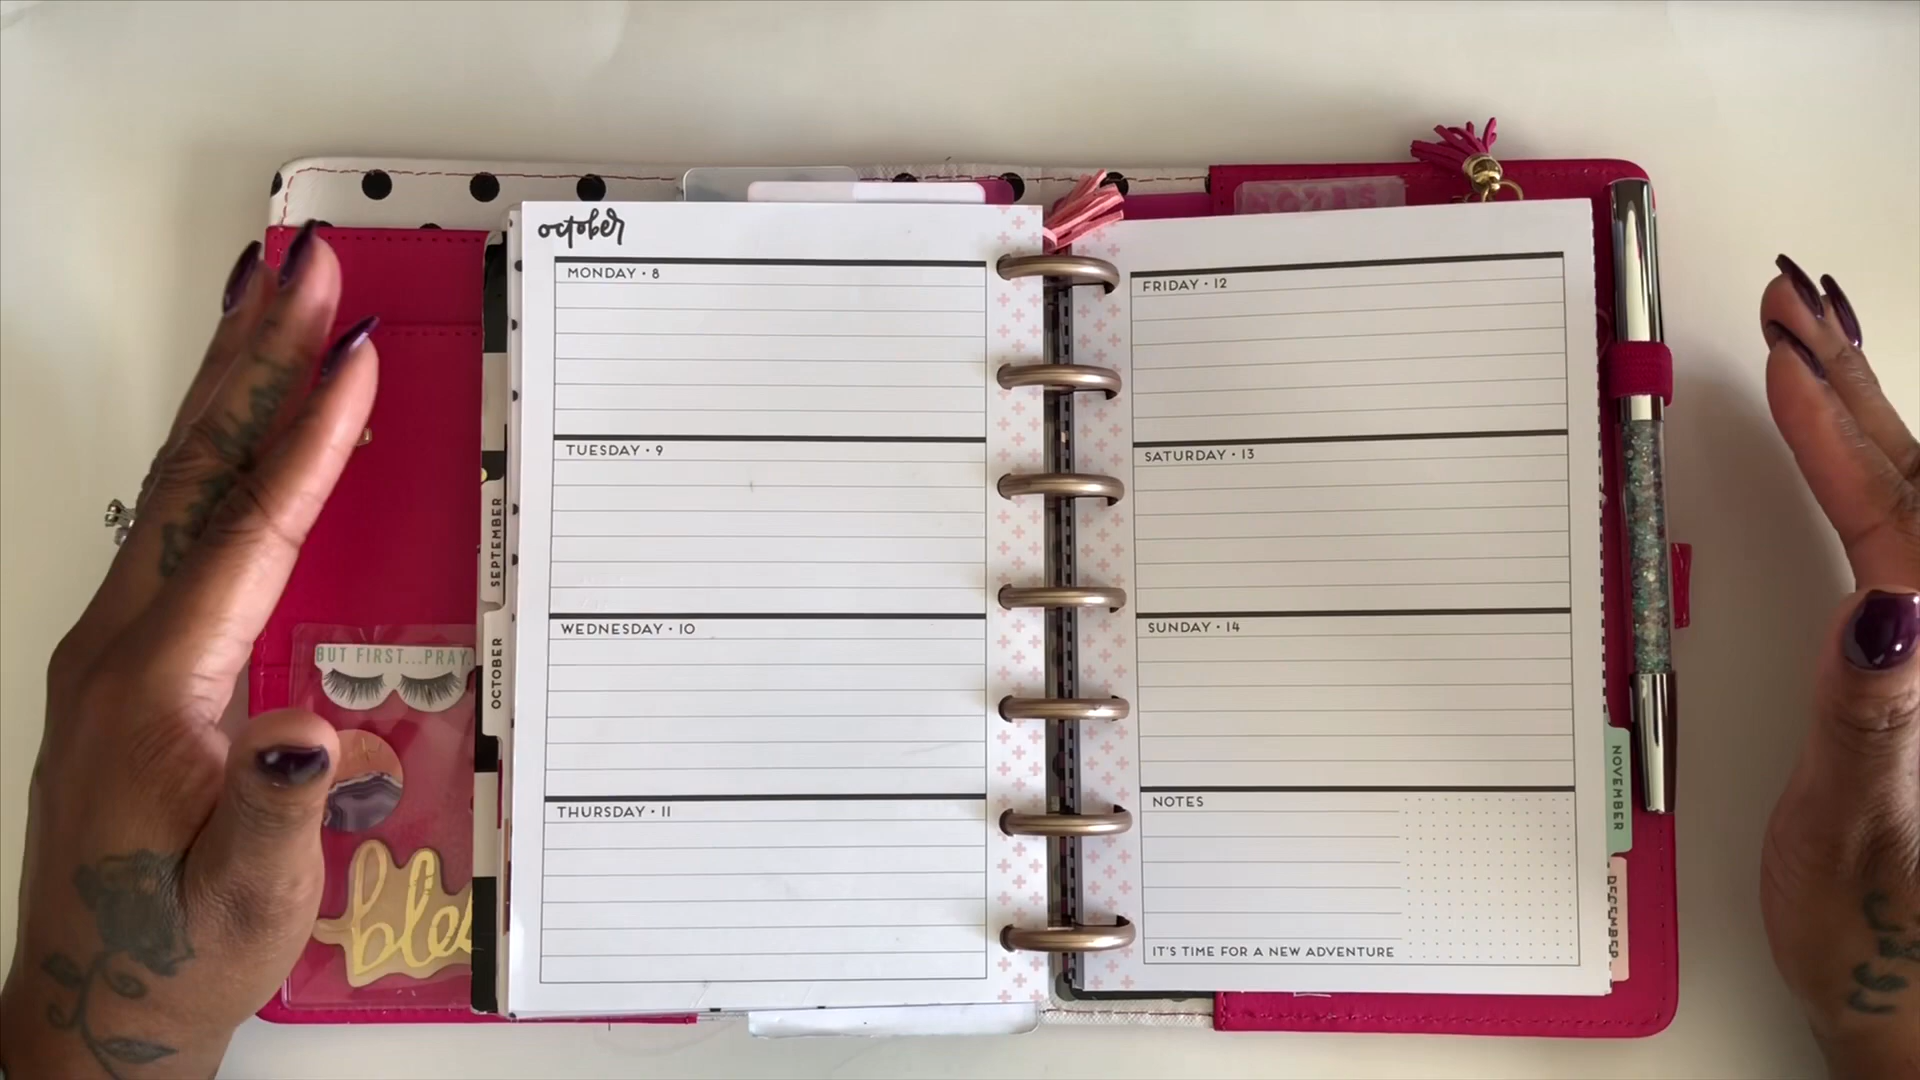 october
MONDAY • 8
TUESDAY • 9
WEDNESDAY • 10
THURSDAY • 11
FRIDAY • 12
SATURDAY • 13
SUNDAY • 14
NOTES
IT'S TIME FOR A NEW ADVENTURE
SEPTEMBER
OCTOBER
NOVEMBER
DECEMBER
BUT FIRST...PRAY.